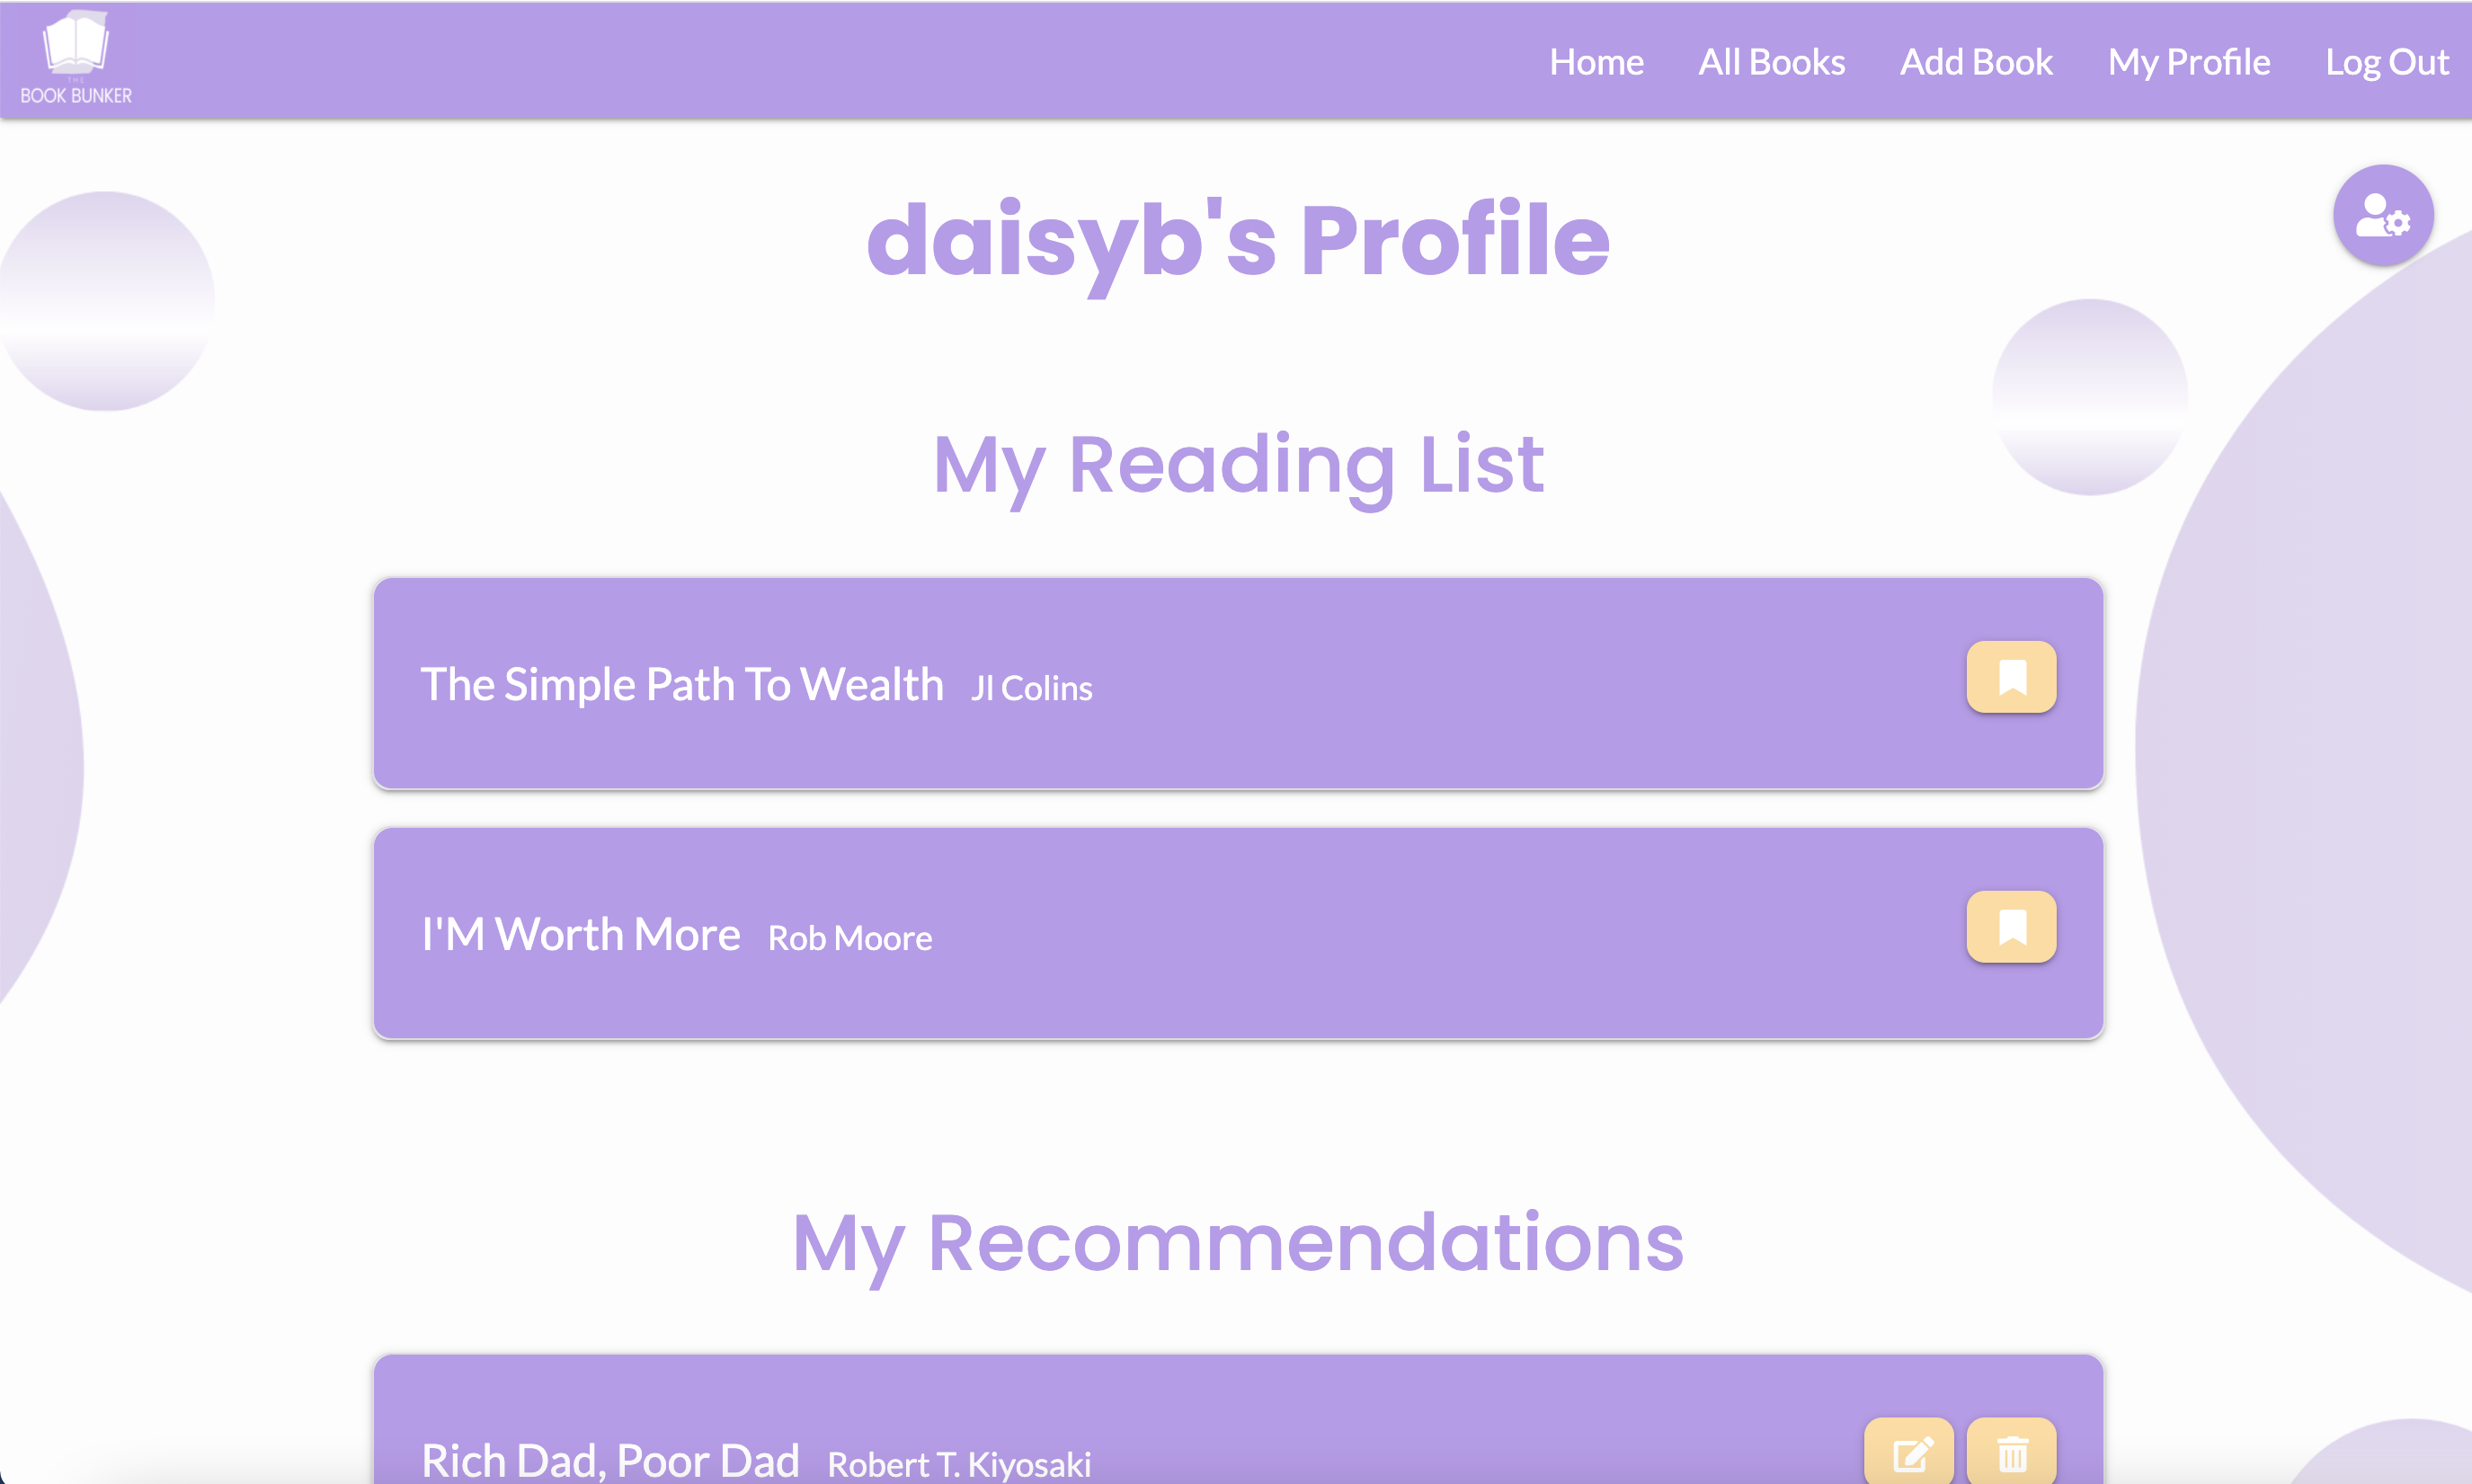 THE
BOOK BUNKER
Home All Books Add Book My Profile Log Out
daisyb's Profile
My Reading List
The Simple Path To Wealth Jl Colins
I'M Worth More Rob Moore
My Recommendations
Rich Dad, Poor Dad Robert T. Kiyosaki